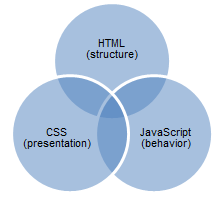 HTML
(structure)
CSS
(presentation)
JavaScript
(behavior)